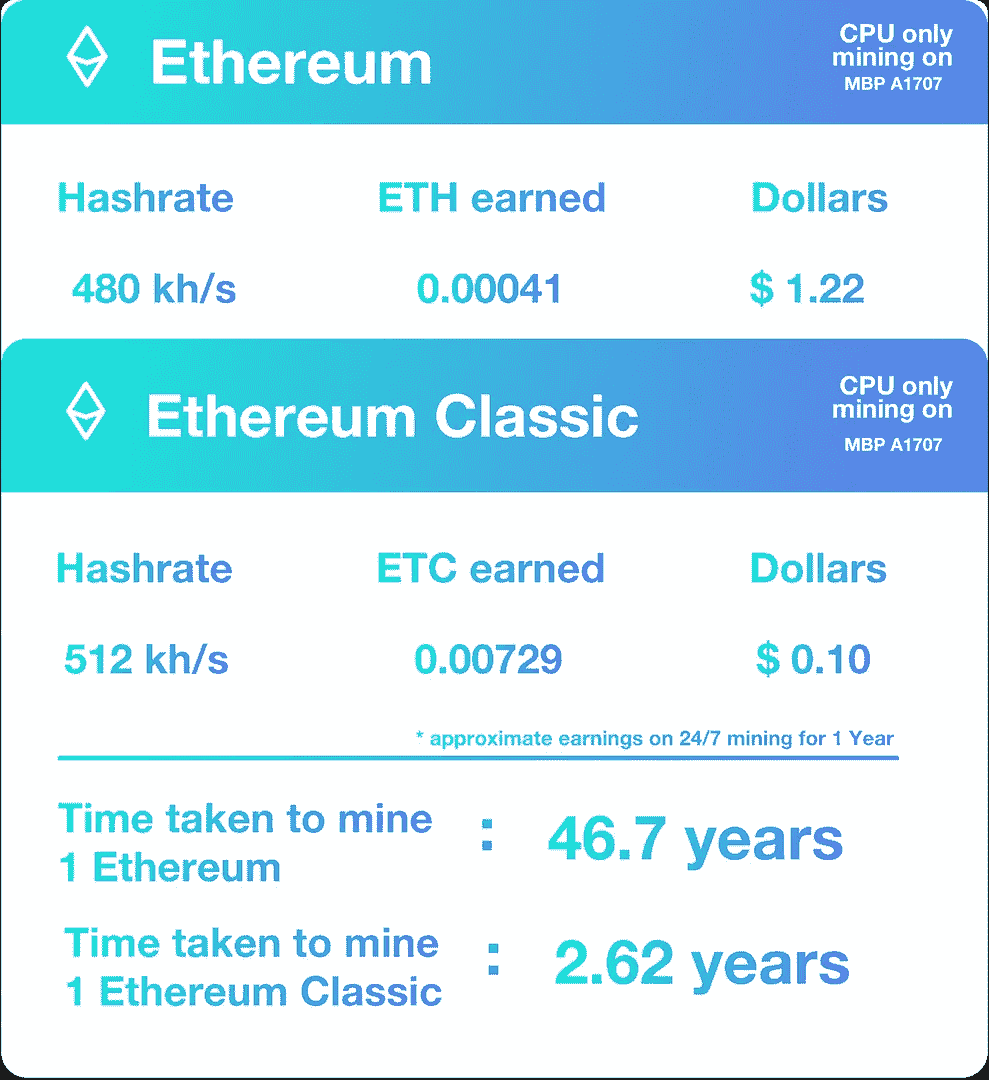 Ethereum
CPU only
mining on
MBP A1707
Hashrate ETH earned Dollars
480 kh/s 0.00041 $ 1.22
Ethereum Classic
CPU only
mining on
MBP A1707
Hashrate ETC earned Dollars
512 kh/s 0.00729 $ 0.10
* approximate earnings on 24/7 mining for 1 Year
Time taken to mine
1 Ethereum : 46.7 years
Time taken to mine
1 Ethereum Classic : 2.62 years